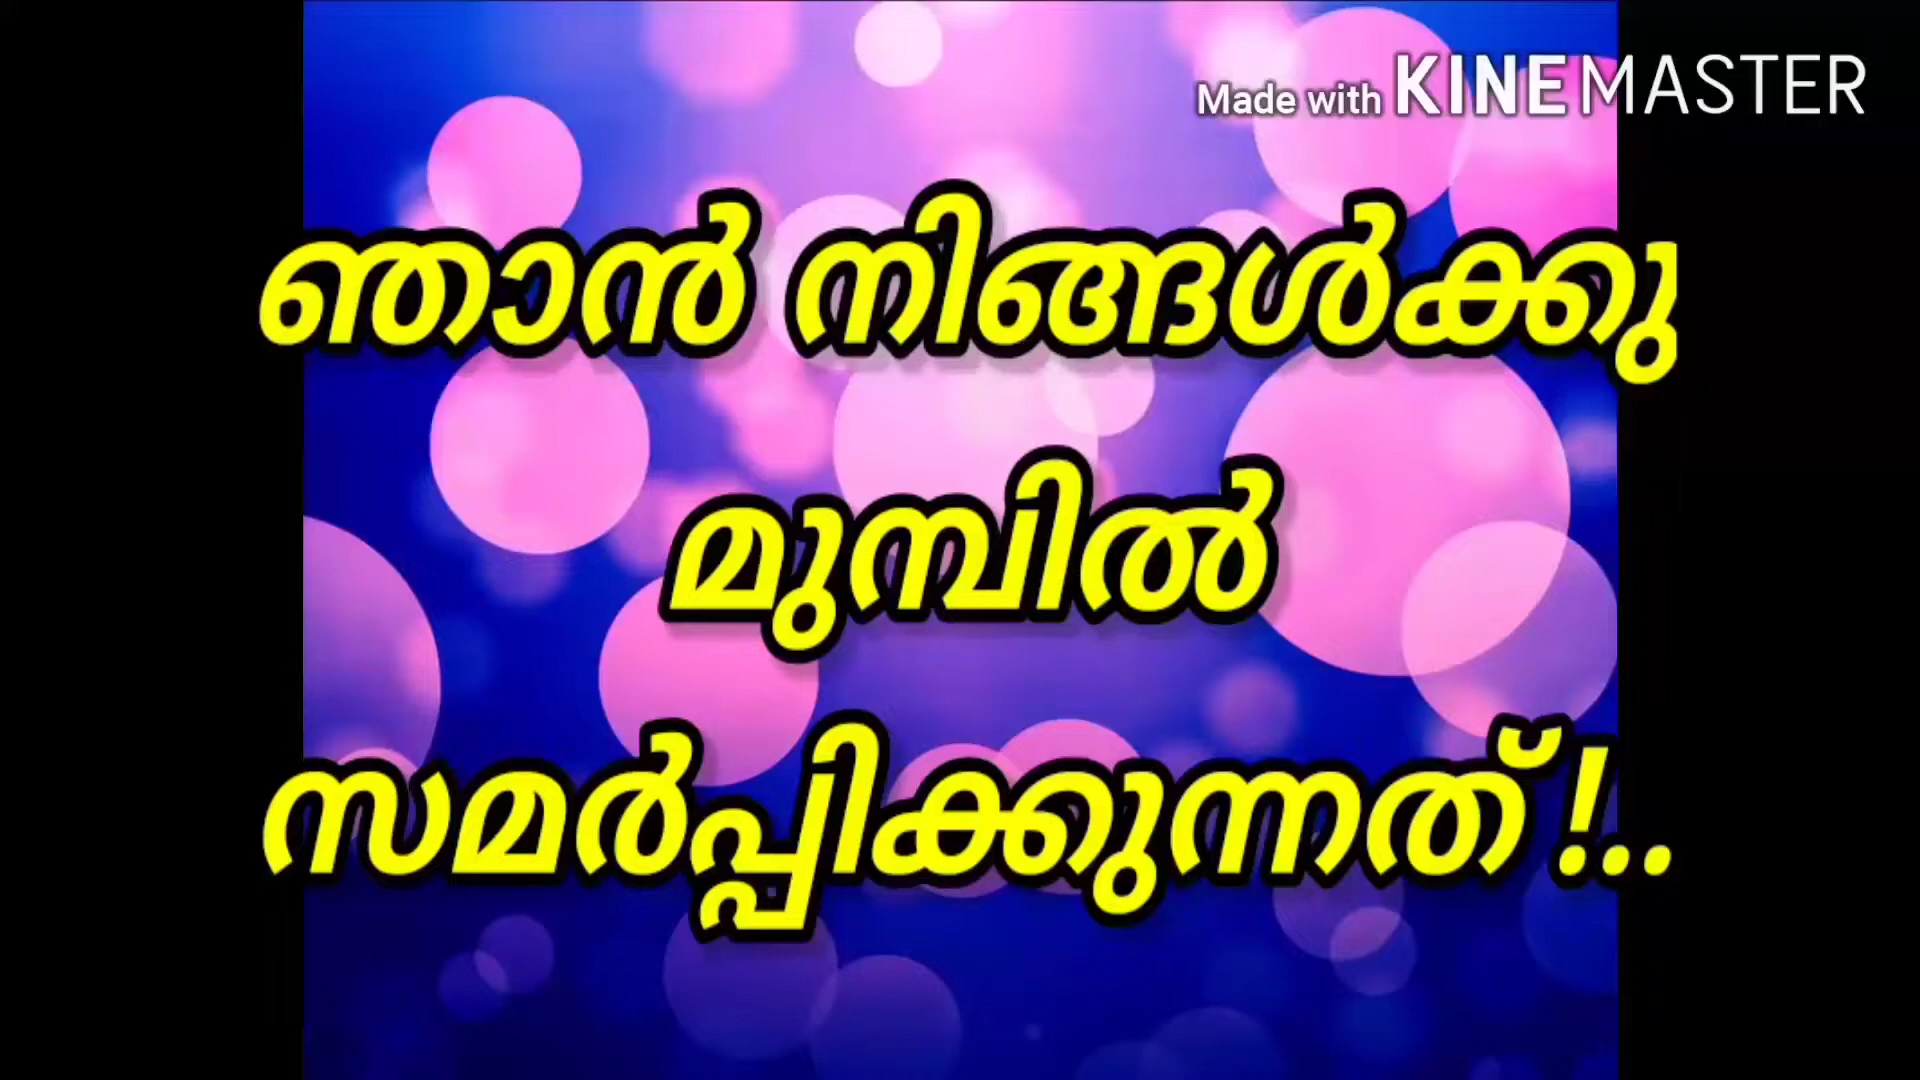 Made with KINEMASTER
ഞാൻ നിങ്ങൾക്കു
മുമ്പിൽ
സമർപ്പിക്കുന്നത്!..